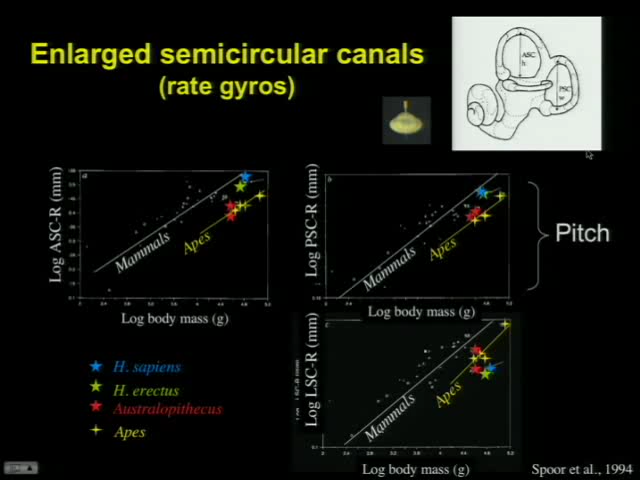 Enlarged semicircular canals
(rate gyros)
ASC
h
PSC
w
Log ASC-R (mm)
a
Mammals
Apes
Log body mass (g)
Log PSC-R (mm)
b
Mammals
Apes
Log body mass (g)
Pitch
Log LSC-R (mm)
c
Mammals
Apes
Log body mass (g)
H. sapiens
H. erectus
Australopithecus
Apes
Spoor et al., 1994